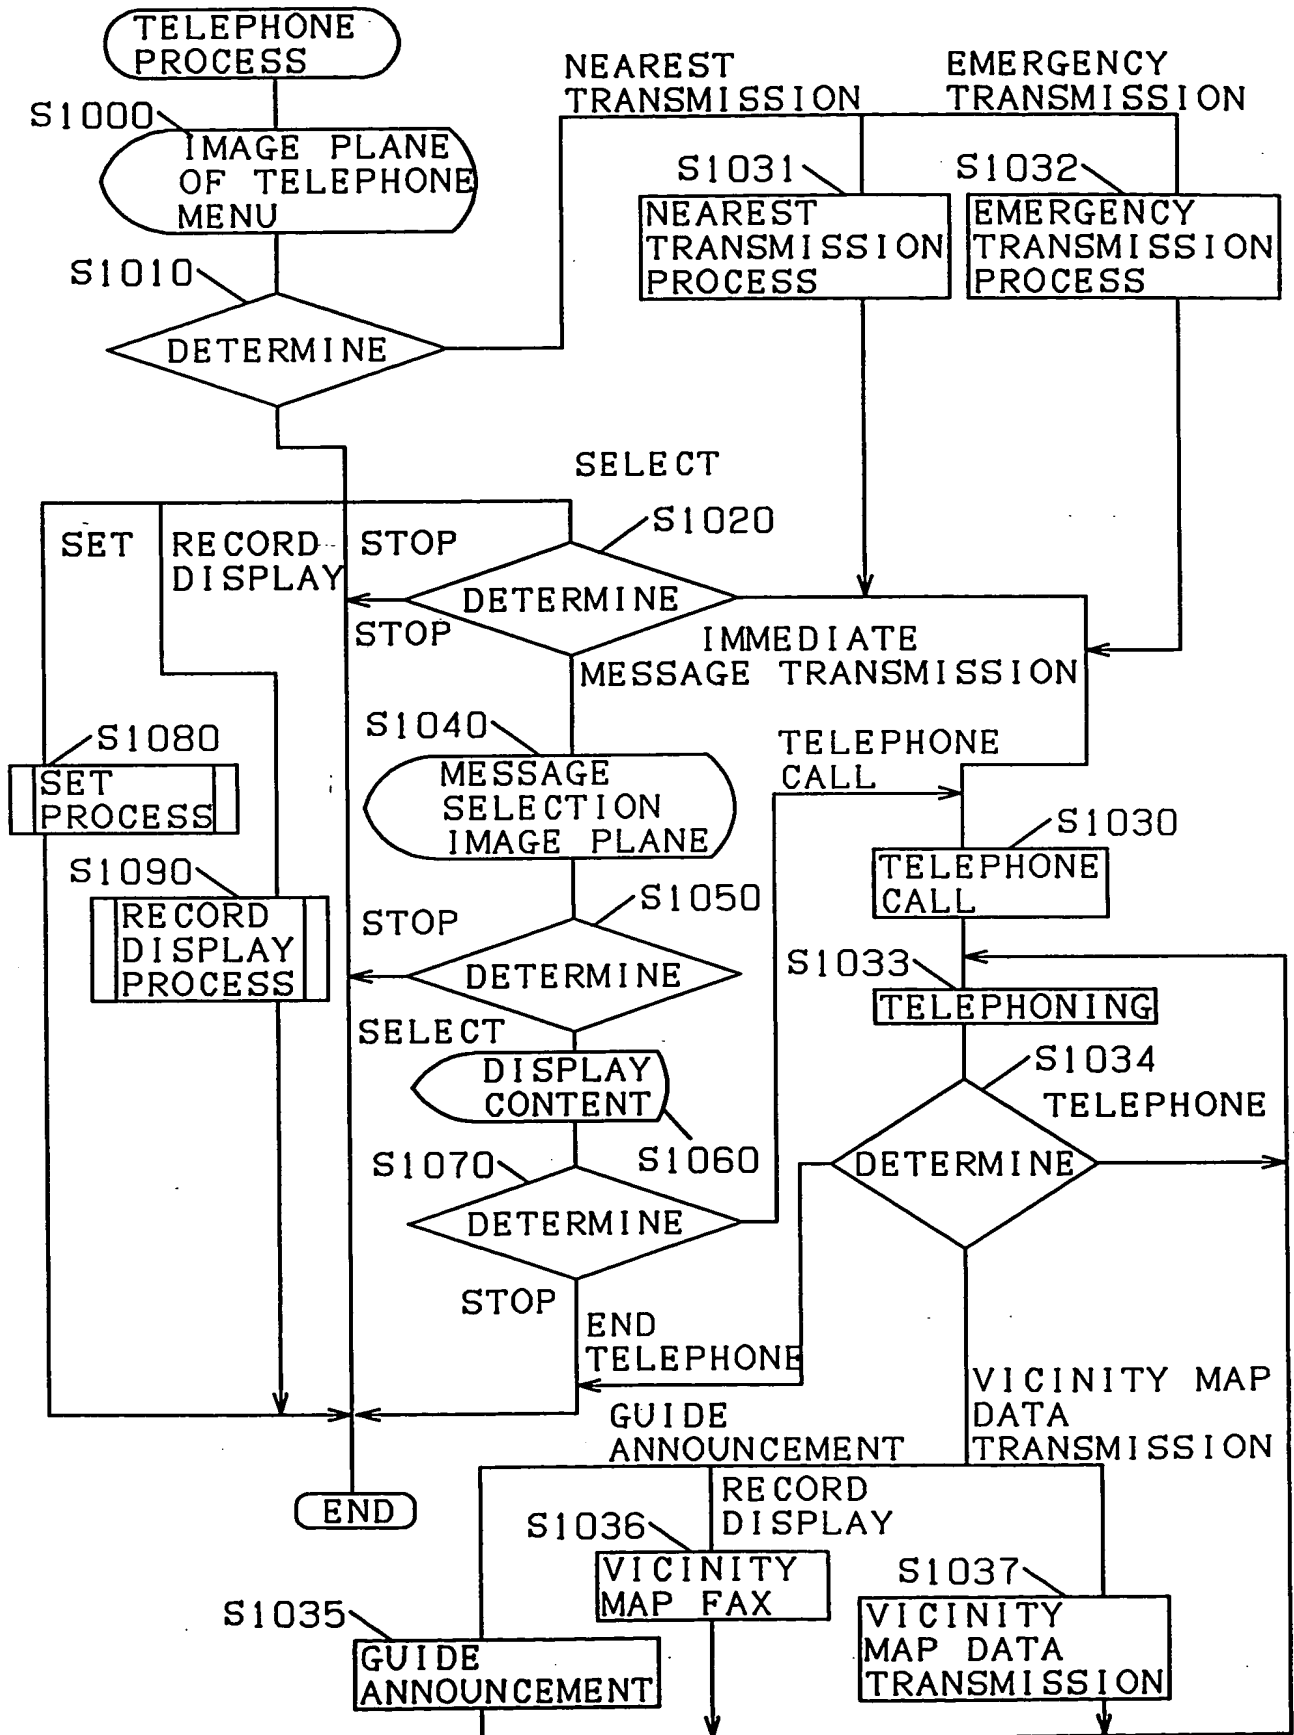 TELEPHONE
PROCESS
NEAREST
TRANSMISSION
EMERGENCY
TRANSMISSION
S1000
IMAGE PLANE
OF TELEPHONE
MENU
S1031
S1032
NEAREST
TRANSMISSION
PROCESS
EMERGENCY
TRANSMISSION
PROCESS
S1010
DETERMINE
SELECT
S1020
SET
RECORD
DISPLAY
STOP
DETERMINE
STOP
IMMEDIATE
MESSAGE TRANSMISSION
S1040
S1080
TELEPHONE
CALL
SET
PROCESS
MESSAGE
SELECTION
IMAGE PLANE
S1030
TELEPHONE
CALL
S1090
RECORD
DISPLAY
PROCESS
S1050
STOP
DETERMINE
S1033
TELEPHONING
SELECT
DISPLAY
CONTENT
S1034
TELEPHONE
S1070
S1060
DETERMINE
DETERMINE
STOP
END
TELEPHONE
VICINITY MAP
DATA
TRANSMISSION
GUIDE
ANNOUNCEMENT
RECORD
DISPLAY
END
S1036
VICINITY
MAP FAX
S1037
VICINITY
MAP DATA
TRANSMISSION
S1035
GUIDE
ANNOUNCEMENT